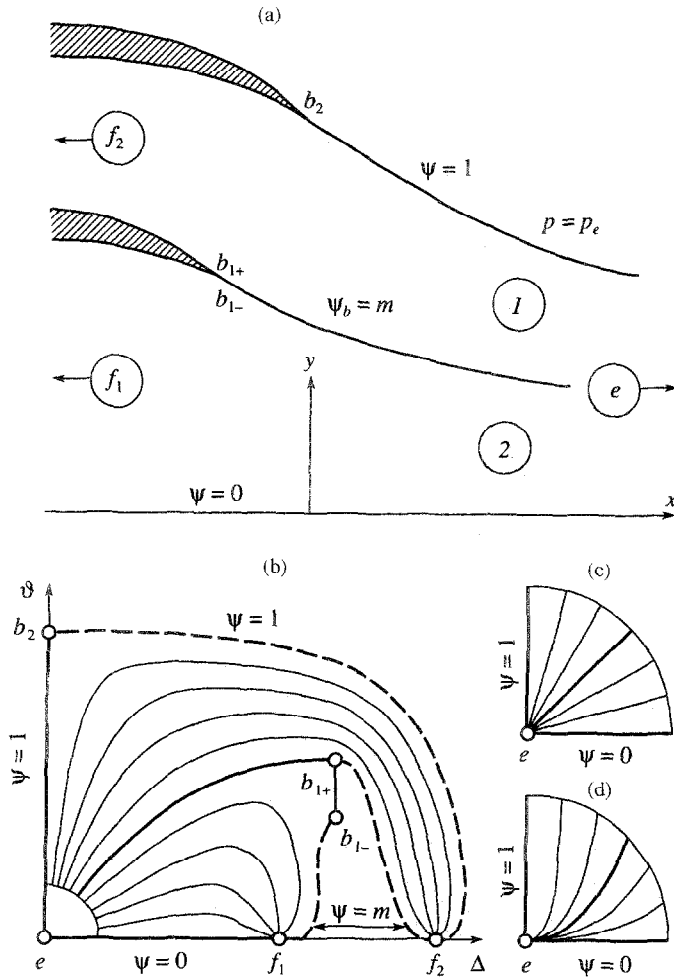 (a)
b₂
f₂
ψ = 1
p = pₑ
b₁₊
b₁₋
1
ψ_b = m
f₁
y
e
2
ψ = 0
x
(b)
(c)
ϑ
b₂
ψ = 1
ψ = 1
ψ = 1
e
ψ = 0
b₁₊
(d)
b₁₋
ψ = 1
ψ = m
e
ψ = 0
f₁
f₂
Δ
e
ψ = 0